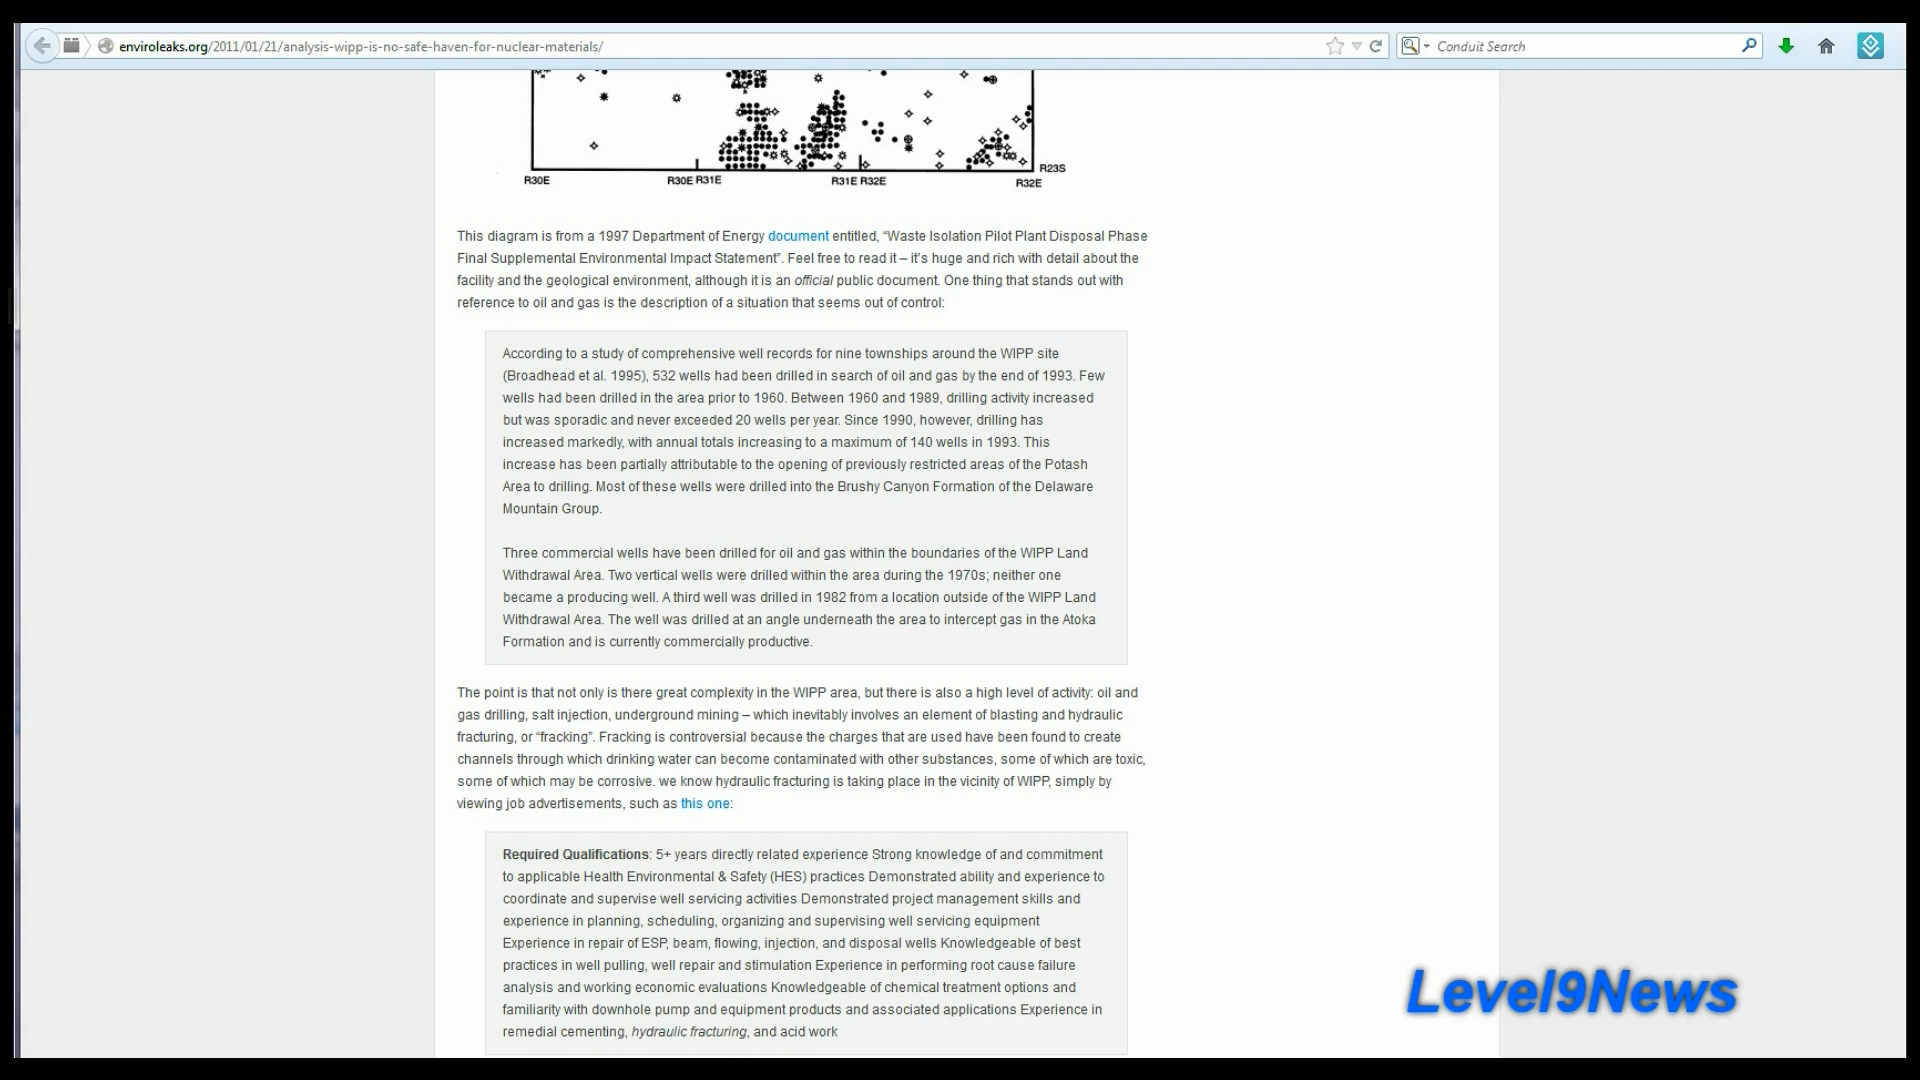 enviroleaks.org/2011/01/21/analysis-wipp-is-no-safe-haven-for-nuclear-materials/
Conduit Search
R23S
R30E
R30E R31E
R31E R32E
R32E
This diagram is from a 1997 Department of Energy document entitled, “Waste Isolation Pilot Plant Disposal Phase
Final Supplemental Environmental Impact Statement”. Feel free to read it – it’s huge and rich with detail about the
facility and the geological environment, although it is an official public document. One thing that stands out with
reference to oil and gas is the description of a situation that seems out of control:
According to a study of comprehensive well records for nine townships around the WIPP site
(Broadhead et al. 1995), 532 wells had been drilled in search of oil and gas by the end of 1993. Few
wells had been drilled in the area prior to 1960. Between 1960 and 1989, drilling activity increased
but was sporadic and never exceeded 20 wells per year. Since 1990, however, drilling has
increased markedly, with annual totals increasing to a maximum of 140 wells in 1993. This
increase has been partially attributable to the opening of previously restricted areas of the Potash
Area to drilling. Most of these wells were drilled into the Brushy Canyon Formation of the Delaware
Mountain Group.
Three commercial wells have been drilled for oil and gas within the boundaries of the WIPP Land
Withdrawal Area. Two vertical wells were drilled within the area during the 1970s; neither one
became a producing well. A third well was drilled in 1982 from a location outside of the WIPP Land
Withdrawal Area. The well was drilled at an angle underneath the area to intercept gas in the Atoka
Formation and is currently commercially productive.
The point is that not only is there great complexity in the WIPP area, but there is also a high level of activity: oil and
gas drilling, salt injection, underground mining – which inevitably involves an element of blasting and hydraulic
fracturing, or “fracking”. Fracking is controversial because the charges that are used have been found to create
channels through which drinking water can become contaminated with other substances, some of which are toxic,
some of which may be corrosive. we know hydraulic fracturing is taking place in the vicinity of WIPP, simply by
viewing job advertisements, such as this one:
Required Qualifications: 5+ years directly related experience Strong knowledge of and commitment
to applicable Health Environmental & Safety (HES) practices Demonstrated ability and experience to
coordinate and supervise well servicing activities Demonstrated project management skills and
experience in planning, scheduling, organizing and supervising well servicing equipment
Experience in repair of ESP, beam, flowing, injection, and disposal wells Knowledgeable of best
practices in well pulling, well repair and stimulation Experience in performing root cause failure
analysis and working economic evaluations Knowledgeable of chemical treatment options and
familiarity with downhole pump and equipment products and associated applications Experience in
remedial cementing, hydraulic fracturing, and acid work
Level9News